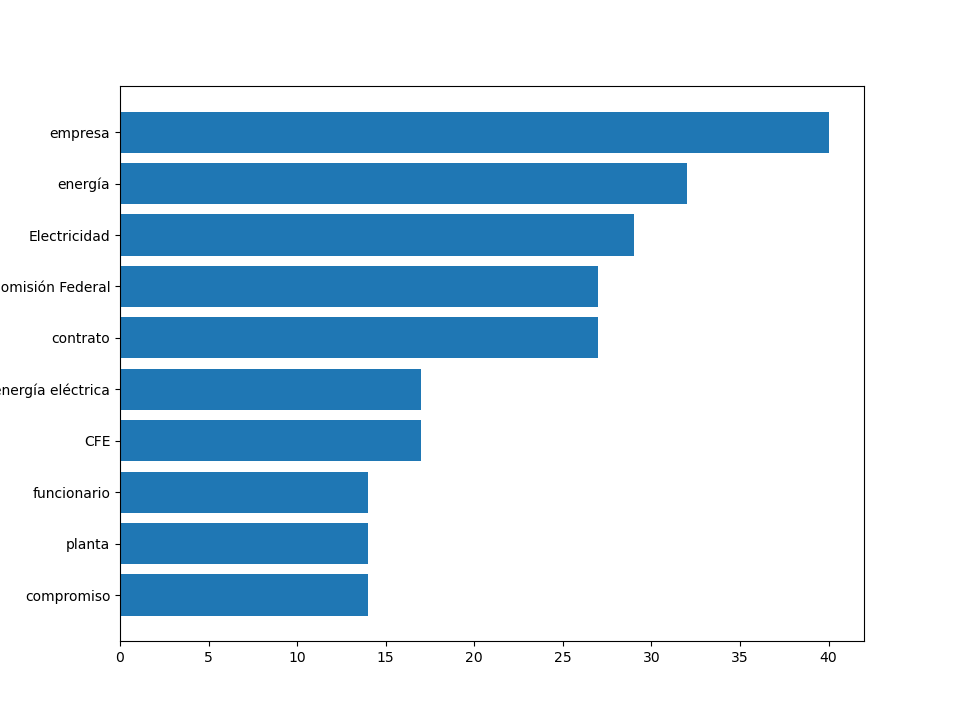 empresa
energía
Electricidad
omisión Federal
contrato
energía eléctrica
CFE
funcionario
planta
compromiso
0 5 10 15 20 25 30 35 40